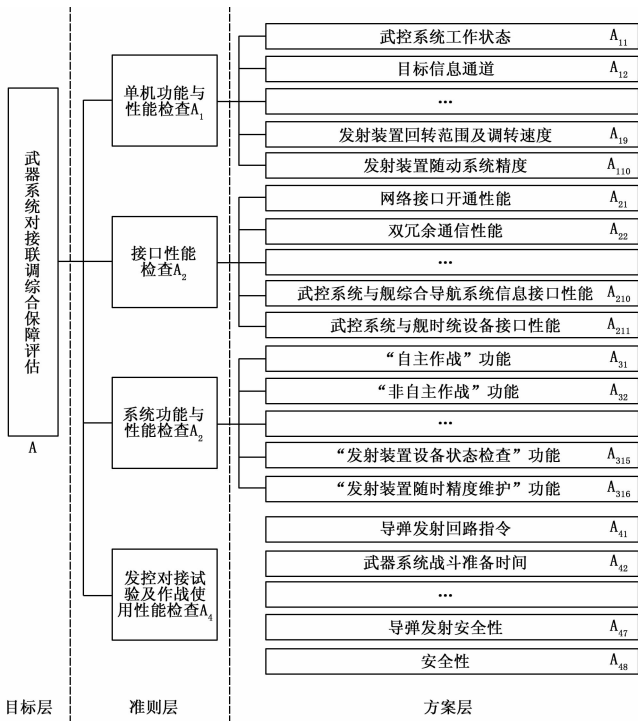 武器系统对接联调综合保障评估
A
单机功能与
性能检查A₁
接口性能
检查A₂
系统功能与
性能检查A₂
发控对接试
验及作战使
用性能检查A₄
武控系统工作状态 A₁₁
目标信息通道 A₁₂
…
发射装置回转范围及调转速度 A₁₉
发射装置随动系统精度 A₁₁₀
网络接口开通性能 A₂₁
双冗余通信性能 A₂₂
…
武控系统与舰综合导航系统信息接口性能 A₂₁₀
武控系统与舰时统设备接口性能 A₂₁₁
“自主作战”功能 A₃₁
“非自主作战”功能 A₃₂
…
“发射装置设备状态检查”功能 A₃₁₅
“发射装置随时精度维护”功能 A₃₁₆
导弹发射回路指令 A₄₁
武器系统战斗准备时间 A₄₂
…
导弹发射安全性 A₄₇
安全性 A₄₈
目标层
准则层
方案层